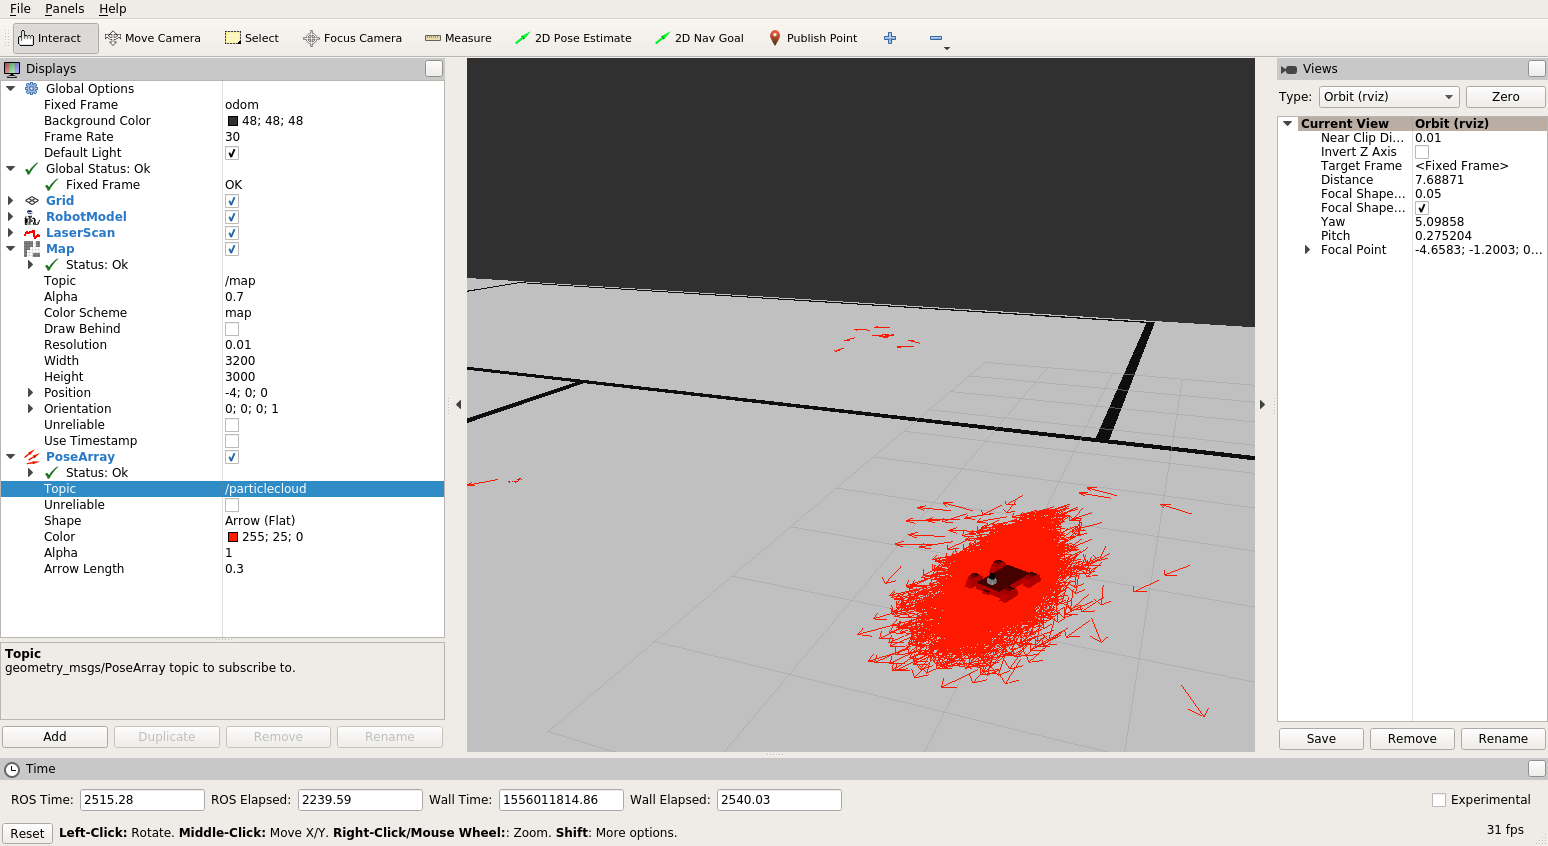 File Panels Help
Interact Move Camera Select Focus Camera Measure 2D Pose Estimate 2D Nav Goal Publish Point
Displays
Global Options
Fixed Frame odom
Background Color 48; 48; 48
Frame Rate 30
Default Light
Global Status: Ok
Fixed Frame OK
Grid
RobotModel
LaserScan
Map
Status: Ok
Topic /map
Alpha 0.7
Color Scheme map
Draw Behind
Resolution 0.01
Width 3200
Height 3000
Position -4; 0; 0
Orientation 0; 0; 0; 1
Unreliable
Use Timestamp
PoseArray
Status: Ok
Topic /particlecloud
Unreliable
Shape Arrow (Flat)
Color 255; 25; 0
Alpha 1
Arrow Length 0.3
Topic
geometry_msgs/PoseArray topic to subscribe to.
Add Duplicate Remove Rename
Views
Type: Orbit (rviz) Zero
Current View Orbit (rviz)
Near Clip Di... 0.01
Invert Z Axis
Target Frame <Fixed Frame>
Distance 7.68871
Focal Shape... 0.05
Focal Shape...
Yaw 5.09858
Pitch 0.275204
Focal Point -4.6583; -1.2003; 0...
Save Remove Rename
Time
ROS Time: 2515.28 ROS Elapsed: 2239.59 Wall Time: 1556011814.86 Wall Elapsed: 2540.03 Experimental
Reset Left-Click: Rotate. Middle-Click: Move X/Y. Right-Click/Mouse Wheel:: Zoom. Shift: More options. 31 fps